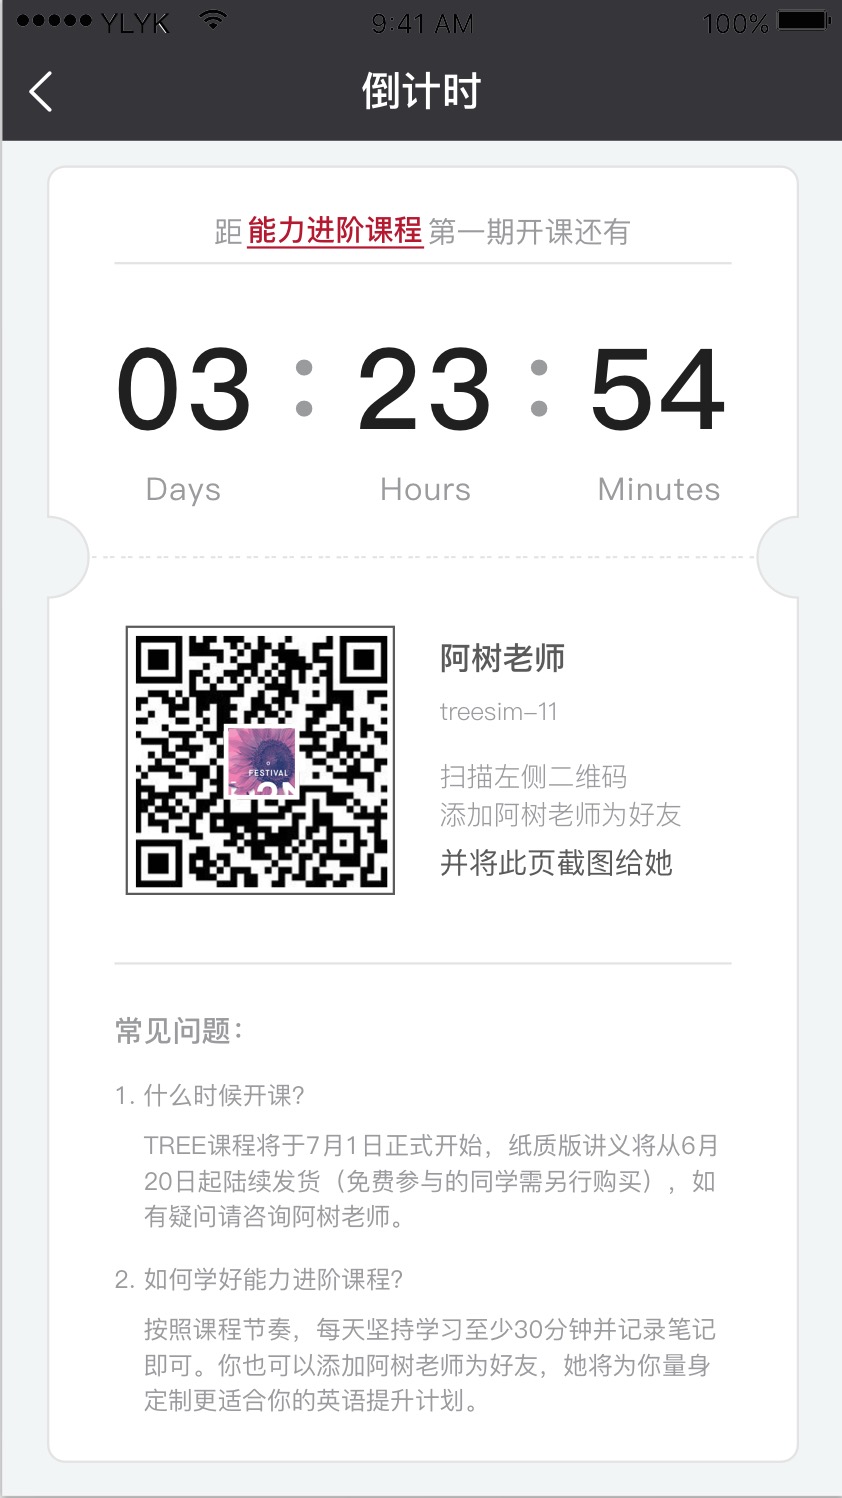 YLYK 9:41 AM 100%
倒计时
距 能力进阶课程 第一期开课还有
03 : 23 : 54
Days Hours Minutes
阿树老师
treesim-11
扫描左侧二维码
添加阿树老师为好友
并将此页截图给她
FESTIVAL
常见问题：
1. 什么时候开课？
TREE课程将于7月1日正式开始，纸质版讲义将从6月
20日起陆续发货（免费参与的同学需另行购买），如
有疑问请咨询阿树老师。
2. 如何学好能力进阶课程？
按照课程节奏，每天坚持学习至少30分钟并记录笔记
即可。你也可以添加阿树老师为好友，她将为你量身
定制更适合你的英语提升计划。